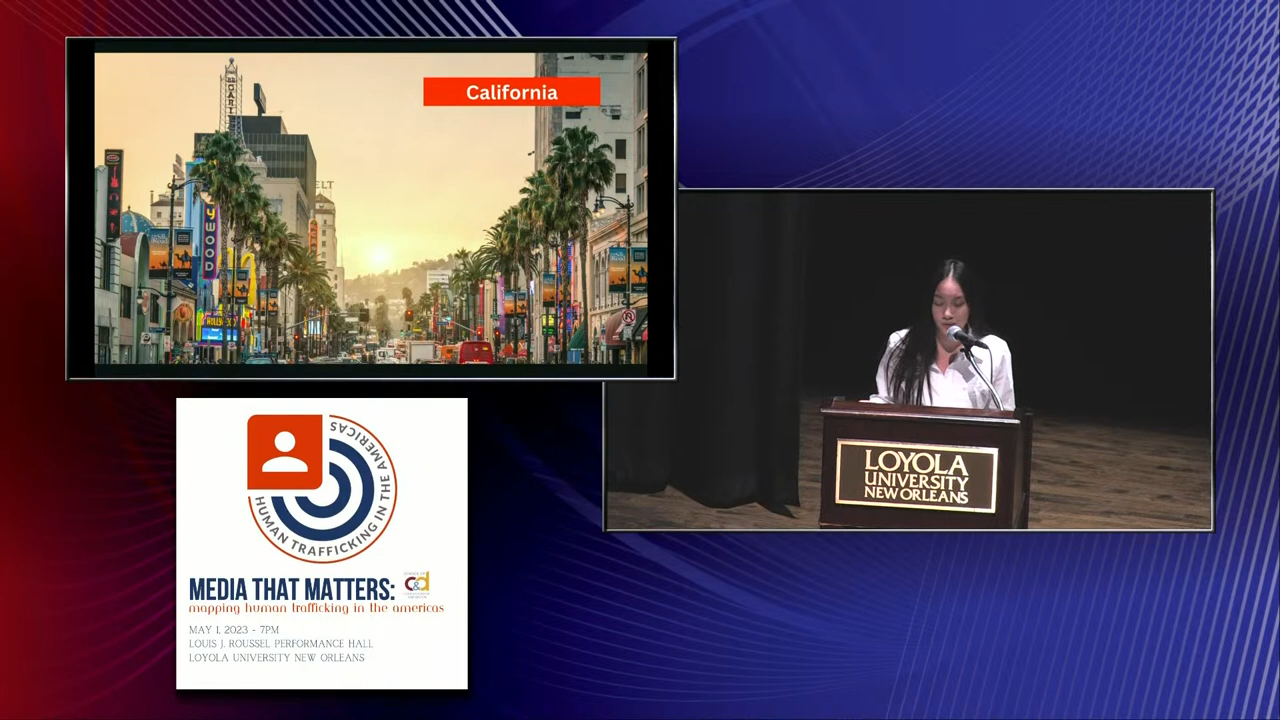 California
YWOOD
HUMAN TRAFFICKING IN THE AMERICAS
MEDIA THAT MATTERS:
c&d
mapping human trafficking in the americas
MAY 1, 2023 - 7PM
LOUIS J. ROUSSEL PERFORMANCE HALL
LOYOLA UNIVERSITY NEW ORLEANS
LOYOLA
UNIVERSITY
NEW ORLEANS